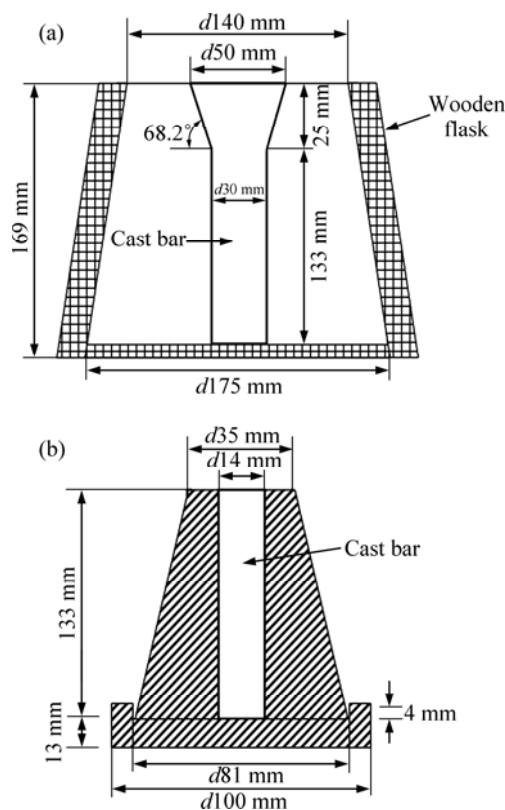 (a)
d140 mm
d50 mm
Wooden
flask
68.2°
25 mm
d30 mm
169 mm
Cast bar
133 mm
d175 mm
(b)
d35 mm
d14 mm
Cast bar
133 mm
4 mm
13 mm
d81 mm
d100 mm